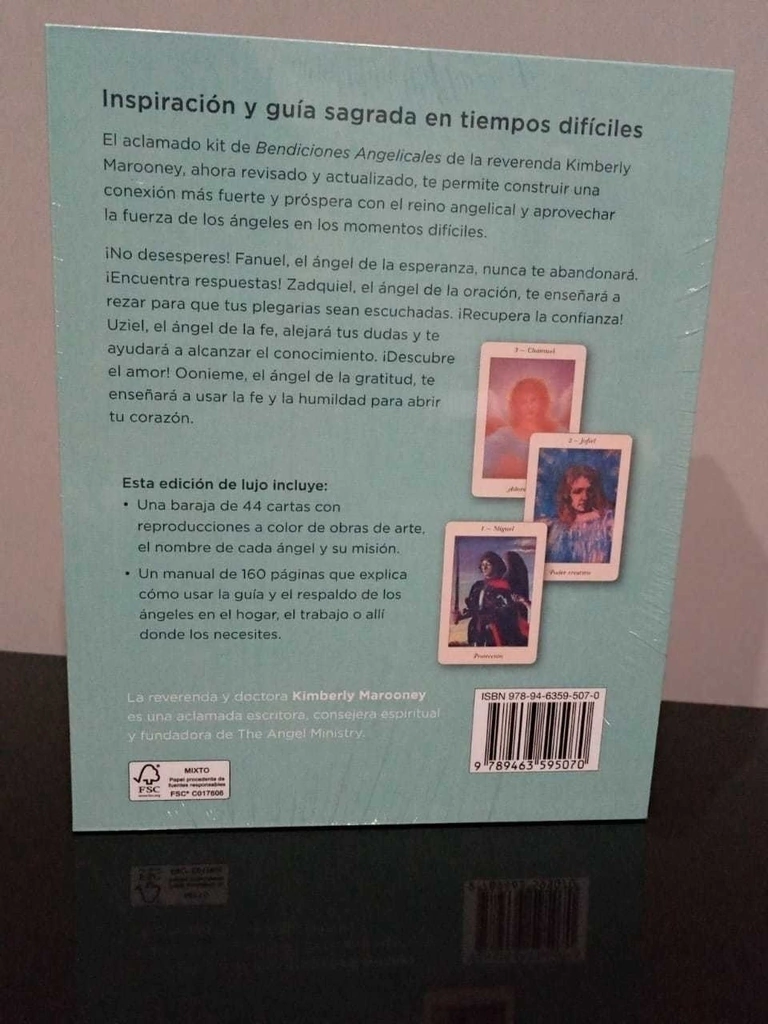 Inspiración y guía sagrada en tiempos difíciles
El aclamado kit de Bendiciones Angelicales de la reverenda Kimberly
Marooney, ahora revisado y actualizado, te permite construir una
conexión más fuerte y próspera con el reino angelical y aprovechar
la fuerza de los ángeles en los momentos difíciles.
¡No desesperes! Fanuel, el ángel de la esperanza, nunca te abandonará.
¡Encuentra respuestas! Zadquiel, el ángel de la oración, te enseñará a
rezar para que tus plegarias sean escuchadas. ¡Recupera la confianza!
Uziel, el ángel de la fe, alejará tus dudas y te
ayudará a alcanzar el conocimiento. ¡Descubre
el amor! Oonieme, el ángel de la gratitud, te
enseñará a usar la fe y la humildad para abrir
tu corazón.
3 – Chamuel
2 – Jofiel
Poder creativo
1 – Miguel
Protección
Esta edición de lujo incluye:
• Una baraja de 44 cartas con
reproducciones a color de obras de arte,
el nombre de cada ángel y su misión.
• Un manual de 160 páginas que explica
cómo usar la guía y el respaldo de los
ángeles en el hogar, el trabajo o allí
donde los necesites.
La reverenda y doctora Kimberly Marooney
es una aclamada escritora, consejera espiritual
y fundadora de The Angel Ministry.
FSC
MIXTO
Papel procedente de
fuentes responsables
FSC® C017606
ISBN 978-94-6359-507-0
9 789463 595070